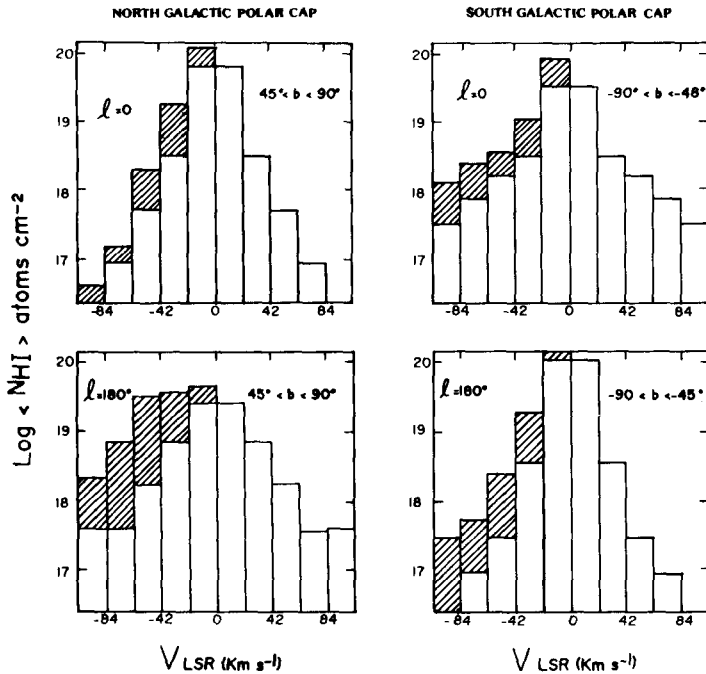 NORTH GALACTIC POLAR CAP
SOUTH GALACTIC POLAR CAP
Log < NHI > atoms cm-2
20
19
18
17
l=0
45°< b < 90°
-84
-42
0
42
84
20
19
18
17
l=0
-90° < b <-48°
-84
-42
0
42
84
20
19
18
17
l=180°
45° < b < 90°
-84
-42
0
42
84
V LSR (Km s-1)
20
19
18
17
l=180°
-90 < b <-45°
-84
-42
0
42
84
V LSR (Km s-1)